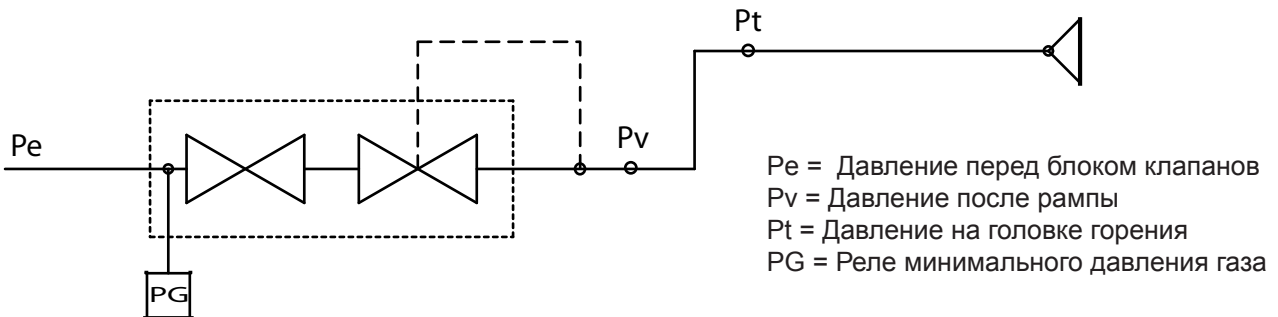 Pt
Pe
Pv
PG
Pe = Давление перед блоком клапанов
Pv = Давление после рампы
Pt = Давление на головке горения
PG = Реле минимального давления газа